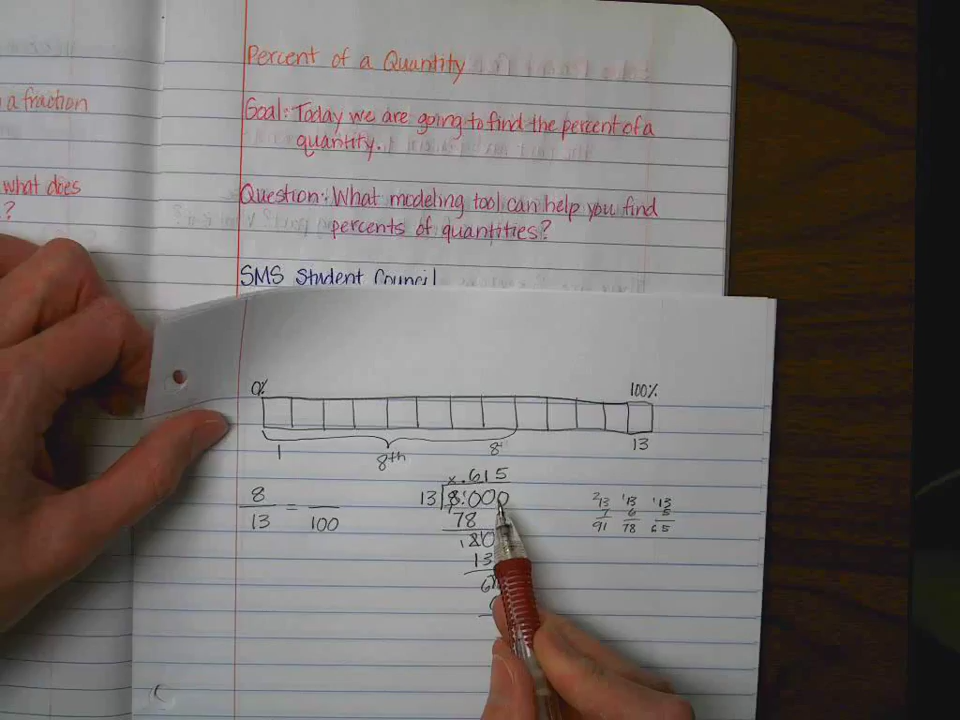 a fraction
what does
?
Percent of a Quantity
Goal: Today we are going to find the percent of a
quantity.
Question: What modeling tool can help you find
percents of quantities?
SMS Student Council
0% 100%
1 8 13
8th
8/13 = /100
x.615
13 8.000
78
20
13
13 13 13
7 6 5
91 78 65